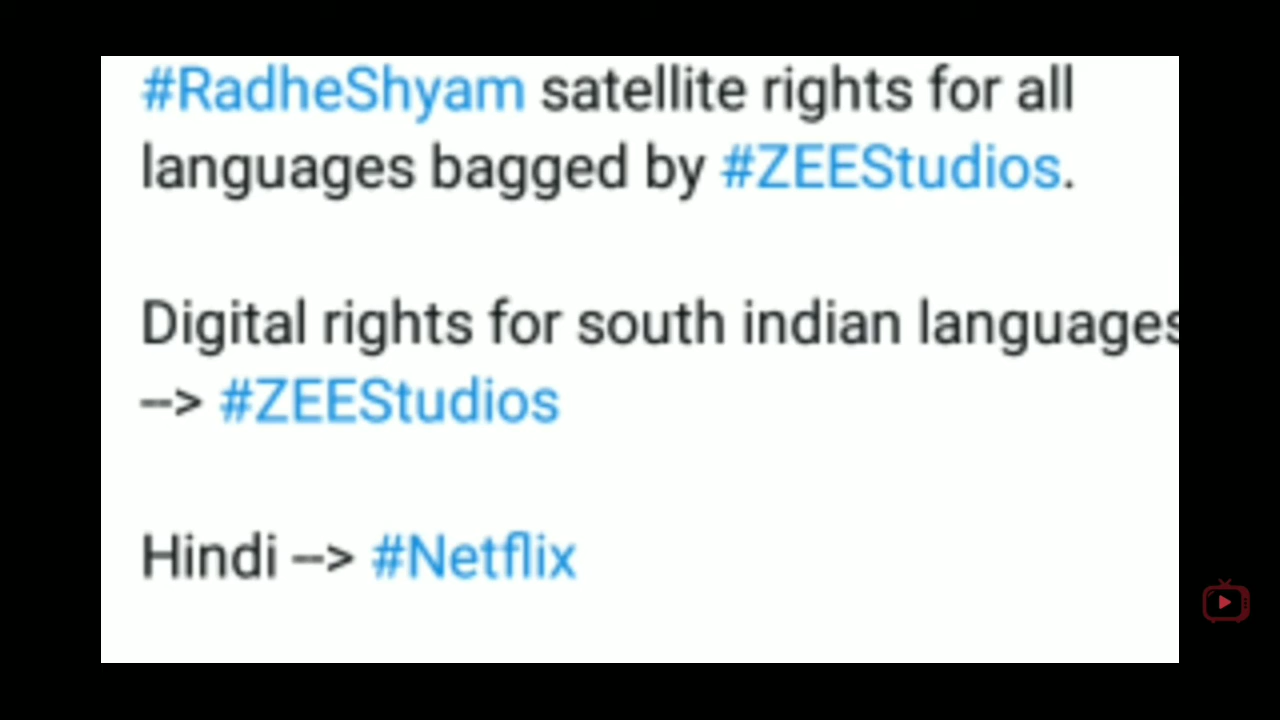 #RadheShyam satellite rights for all
languages bagged by #ZEEStudios.
Digital rights for south indian languages
--> #ZEEStudios
Hindi --> #Netflix